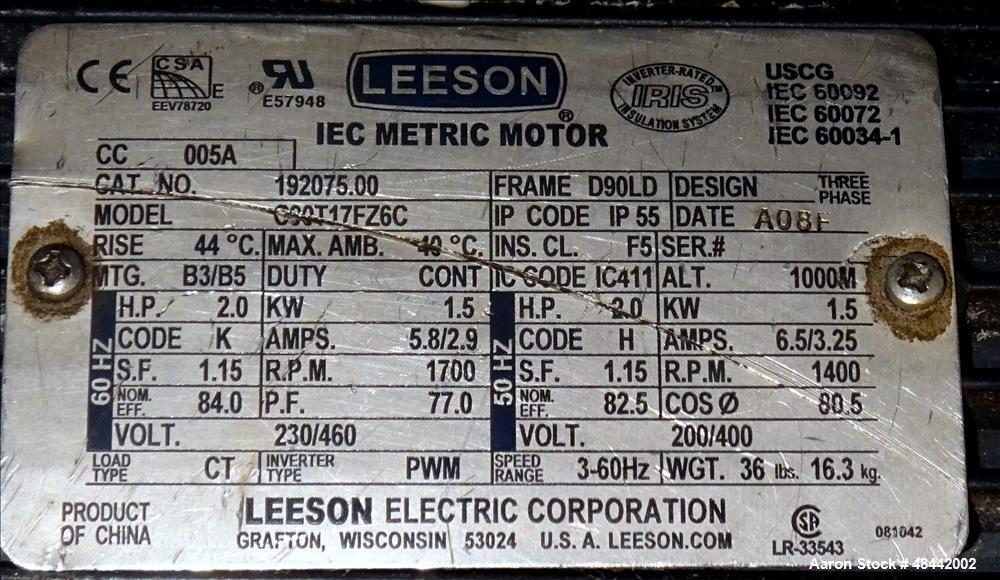 CE CSA E RU LEESON INVERTER-RATED™ USCG
EEV78720 ® E57948 ® IRIS IEC 60092
INSULATION SYSTEM IEC 60072
IEC METRIC MOTOR IEC 60034-1
CC 005A
CAT. NO. 192075.00 FRAME D90LD DESIGN THREE PHASE
MODEL C90T17FZ6C IP CODE IP 55 DATE A08F
RISE 44 °C. MAX. AMB. 40 °C. INS. CL. F5 SER.#
MTG. B3/B5 DUTY CONT IC CODE IC411 ALT. 1000M
60 HZ
H.P. 2.0 KW 1.5
CODE K AMPS. 5.8/2.9
S.F. 1.15 R.P.M. 1700
NOM. EFF. 84.0 P.F. 77.0
VOLT. 230/460
50 HZ
H.P. 2.0 KW 1.5
CODE H AMPS. 6.5/3.25
S.F. 1.15 R.P.M. 1400
NOM. EFF. 82.5 COS Ø 80.5
VOLT. 200/400
LOAD TYPE CT INVERTER TYPE PWM SPEED RANGE 3-60Hz WGT. 36 lbs. 16.3 kg.
PRODUCT
OF CHINA
LEESON ELECTRIC CORPORATION
GRAFTON, WISCONSIN 53024 U.S.A. LEESON.COM
SA
LR-33543
081042
Aaron Stock # 48442002